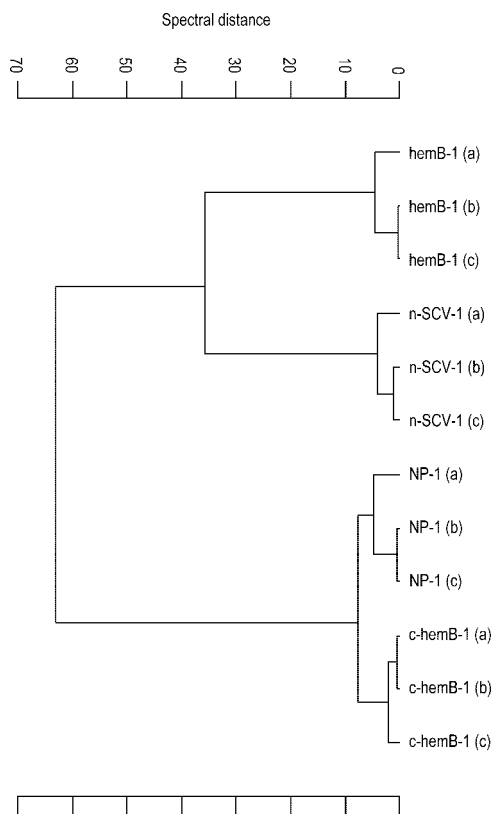 Spectral distance
70 60 50 40 30 20 10 0
hemB-1 (a)
hemB-1 (b)
hemB-1 (c)
n-SCV-1 (a)
n-SCV-1 (b)
n-SCV-1 (c)
NP-1 (a)
NP-1 (b)
NP-1 (c)
c-hemB-1 (a)
c-hemB-1 (b)
c-hemB-1 (c)